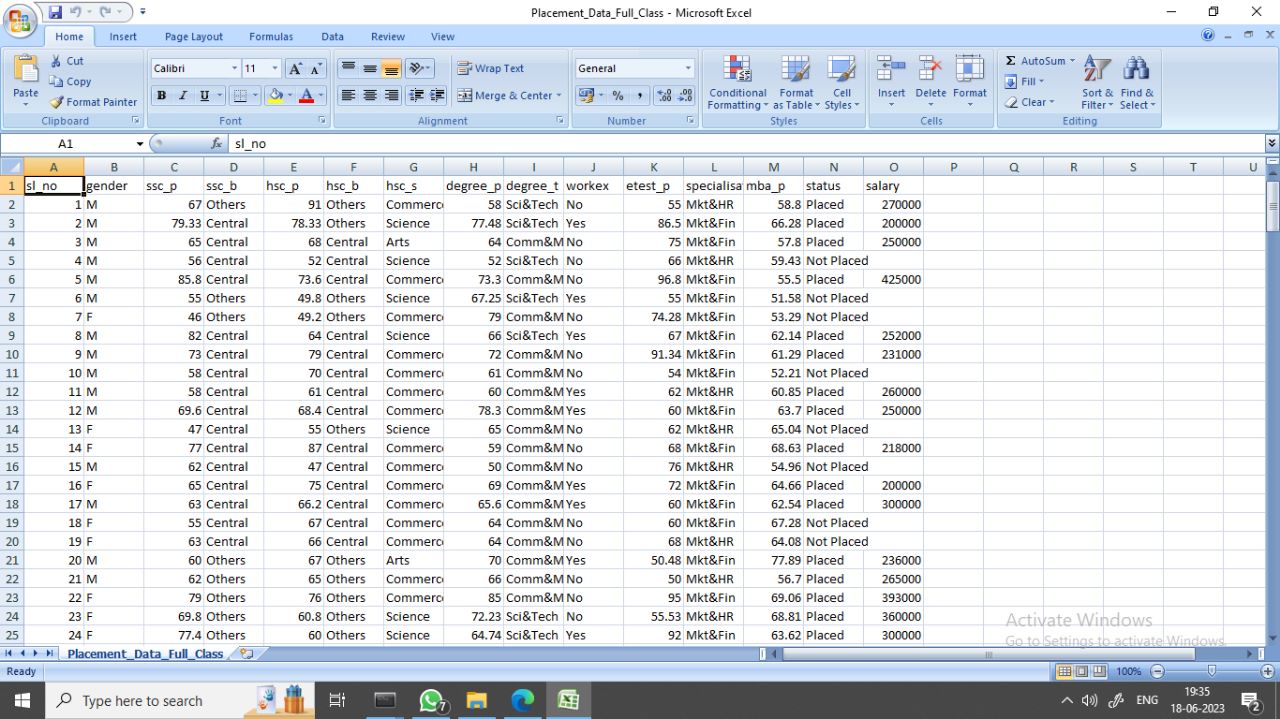 Placement_Data_Full_Class - Microsoft Excel
Home Insert Page Layout Formulas Data Review View
Paste Cut Copy Format Painter Clipboard
Calibri 11 B I U Font
Wrap Text Merge & Center Alignment
General % , Number
Conditional Formatting Format as Table Cell Styles Styles
Insert Delete Format Cells
Σ AutoSum Fill Clear Sort & Filter Find & Select Editing
A1 fx sl_no
A B C D E F G H I J K L M N O P Q R S T U
1 sl_no gender ssc_p ssc_b hsc_p hsc_b hsc_s degree_p degree_t workex etest_p specialisa mba_p status salary
2 1 M 67 Others 91 Others Commerc 58 Sci&Tech No 55 Mkt&HR 58.8 Placed 270000
3 2 M 79.33 Central 78.33 Others Science 77.48 Sci&Tech Yes 86.5 Mkt&Fin 66.28 Placed 200000
4 3 M 65 Central 68 Central Arts 64 Comm&M No 75 Mkt&Fin 57.8 Placed 250000
5 4 M 56 Central 52 Central Science 52 Sci&Tech No 66 Mkt&HR 59.43 Not Placed
6 5 M 85.8 Central 73.6 Central Commerc 73.3 Comm&M No 96.8 Mkt&Fin 55.5 Placed 425000
7 6 M 55 Others 49.8 Others Science 67.25 Sci&Tech Yes 55 Mkt&Fin 51.58 Not Placed
8 7 F 46 Others 49.2 Others Commerc 79 Comm&M No 74.28 Mkt&Fin 53.29 Not Placed
9 8 M 82 Central 64 Central Science 66 Sci&Tech Yes 67 Mkt&Fin 62.14 Placed 252000
10 9 M 73 Central 79 Central Commerc 72 Comm&M No 91.34 Mkt&Fin 61.29 Placed 231000
11 10 M 58 Central 70 Central Commerc 61 Comm&M No 54 Mkt&Fin 52.21 Not Placed
12 11 M 58 Central 61 Central Commerc 60 Comm&M Yes 62 Mkt&HR 60.85 Placed 260000
13 12 M 69.6 Central 68.4 Central Commerc 78.3 Comm&M Yes 60 Mkt&Fin 63.7 Placed 250000
14 13 F 47 Central 55 Others Science 65 Comm&M No 62 Mkt&HR 65.04 Not Placed
15 14 F 77 Central 87 Central Commerc 59 Comm&M No 68 Mkt&Fin 68.63 Placed 218000
16 15 M 62 Central 47 Central Commerc 50 Comm&M No 76 Mkt&HR 54.96 Not Placed
17 16 F 65 Central 75 Central Commerc 69 Comm&M Yes 72 Mkt&Fin 64.66 Placed 200000
18 17 M 63 Central 66.2 Central Commerc 65.6 Comm&M Yes 60 Mkt&Fin 62.54 Placed 300000
19 18 F 55 Central 67 Central Commerc 64 Comm&M No 60 Mkt&Fin 67.28 Not Placed
20 19 F 63 Central 66 Central Commerc 64 Comm&M No 68 Mkt&HR 64.08 Not Placed
21 20 M 60 Others 67 Others Arts 70 Comm&M Yes 50.48 Mkt&Fin 77.89 Placed 236000
22 21 M 62 Others 65 Others Commerc 66 Comm&M No 50 Mkt&HR 56.7 Placed 265000
23 22 F 79 Others 76 Others Commerc 85 Comm&M No 95 Mkt&Fin 69.06 Placed 393000
24 23 F 69.8 Others 60.8 Others Science 72.23 Sci&Tech No 55.53 Mkt&HR 68.81 Placed 360000
25 24 F 77.4 Others 60 Others Science 64.74 Sci&Tech Yes 92 Mkt&Fin 63.62 Placed 300000
Activate Windows
Go to Settings to activate Windows.
Placement_Data_Full_Class
Ready 100%
Type here to search 7 ENG 19:35
18-06-2023 2